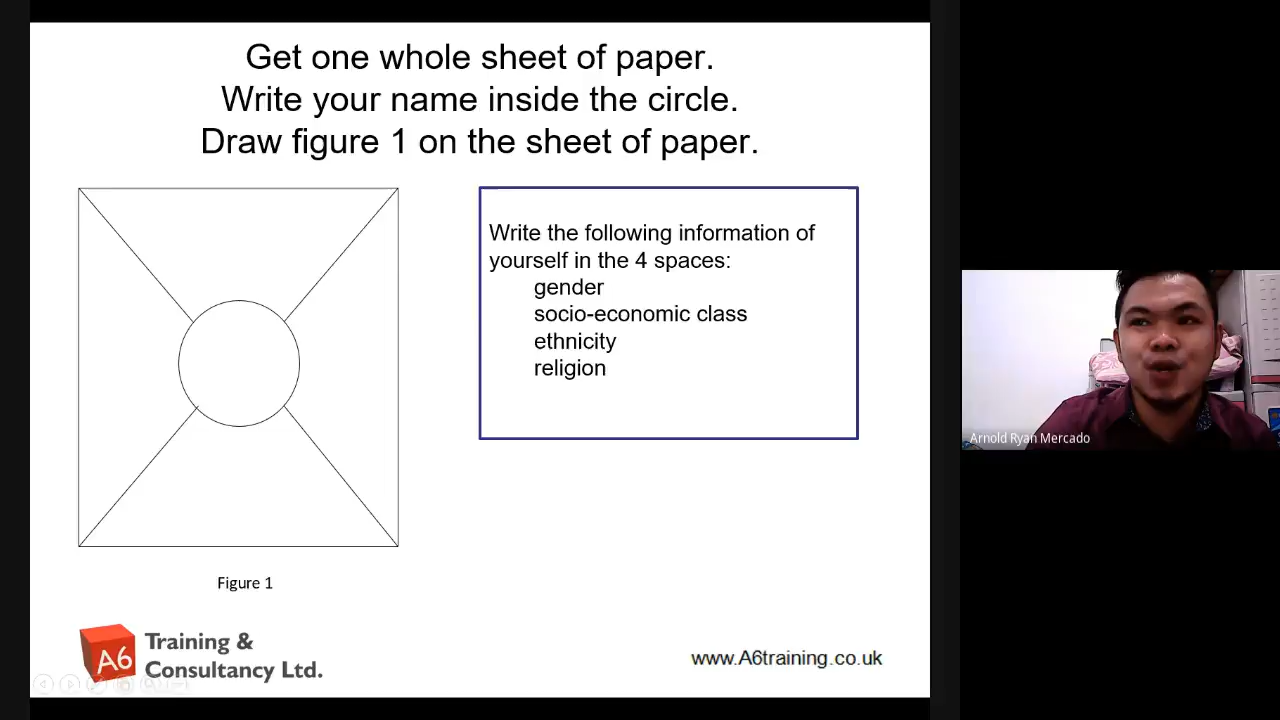 Get one whole sheet of paper.
Write your name inside the circle.
Draw figure 1 on the sheet of paper.
Write the following information of
yourself in the 4 spaces:
gender
socio-economic class
ethnicity
religion
Figure 1
A6
Training &
Consultancy Ltd.
www.A6training.co.uk
Arnold Ryan Mercado